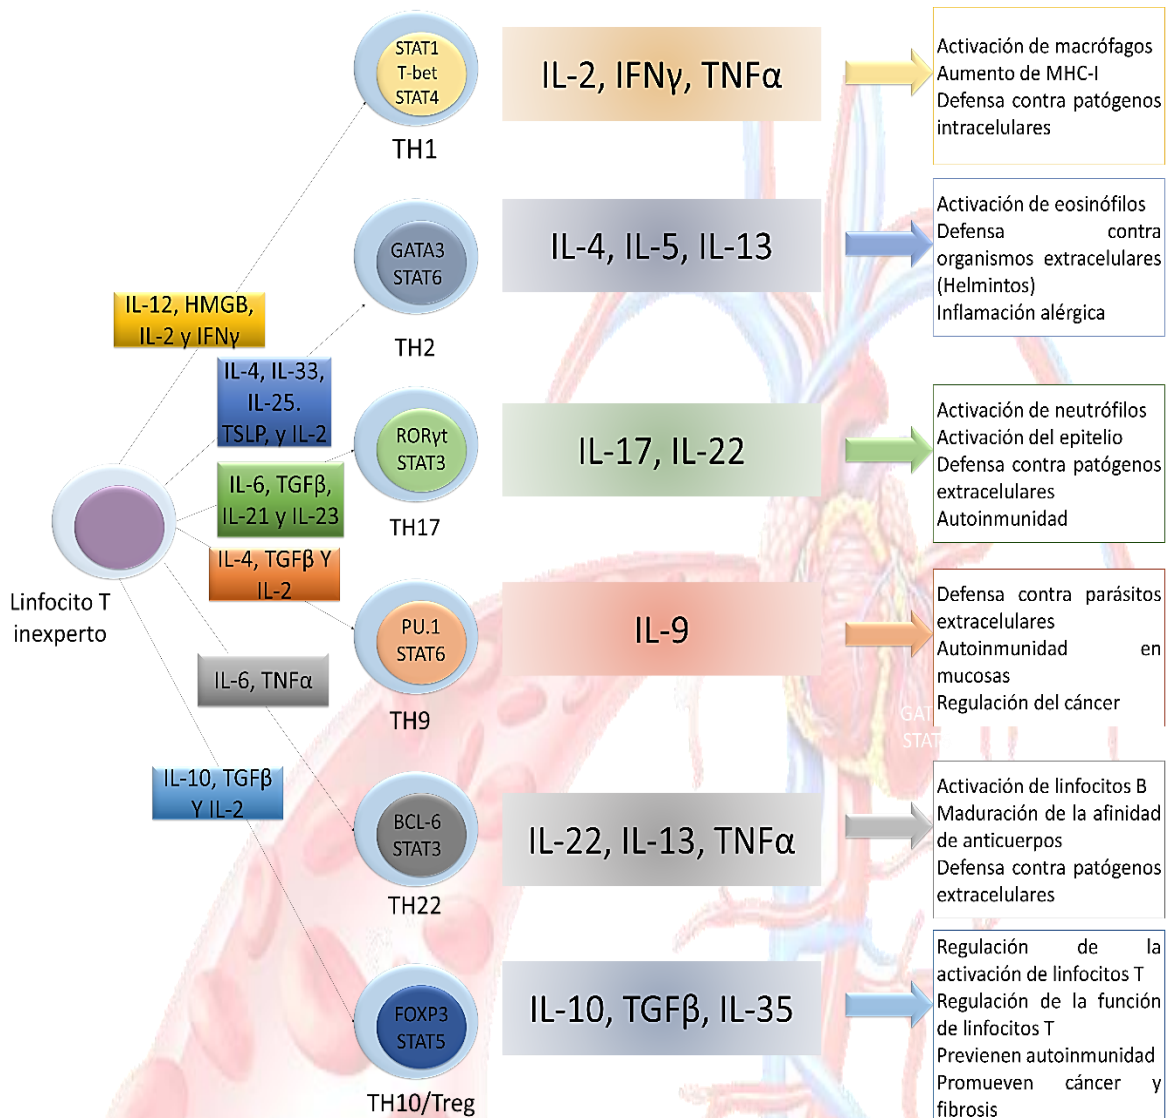 STAT1
T-bet
STAT4
TH1
IL-2, IFNγ, TNFα
Activación de macrófagos
Aumento de MHC-I
Defensa contra patógenos
intracelulares
GATA3
STAT6
TH2
IL-4, IL-5, IL-13
Activación de eosinófilos
Defensa contra
organismos extracelulares
(Helmintos)
Inflamación alérgica
IL-12, HMGB,
IL-2 y IFNγ
IL-4, IL-33,
IL-25.
TSLP, y IL-2
RORγt
STAT3
TH17
IL-17, IL-22
Activación de neutrófilos
Activación del epitelio
Defensa contra patógenos
extracelulares
Autoinmunidad
IL-6, TGFβ,
IL-21 y IL-23
Linfocito T
inexperto
IL-4, TGFβ Y
IL-2
PU.1
STAT6
TH9
IL-9
Defensa contra parásitos
extracelulares
Autoinmunidad en
mucosas
Regulación del cáncer
GAT
STAT
IL-6, TNFα
BCL-6
STAT3
TH22
IL-22, IL-13, TNFα
Activación de linfocitos B
Maduración de la afinidad
de anticuerpos
Defensa contra patógenos
extracelulares
IL-10, TGFβ
Y IL-2
FOXP3
STAT5
TH10/Treg
IL-10, TGFβ, IL-35
Regulación de la
activación de linfocitos T
Regulación de la función
de linfocitos T
Previenen autoinmunidad
Promueven cáncer y
fibrosis